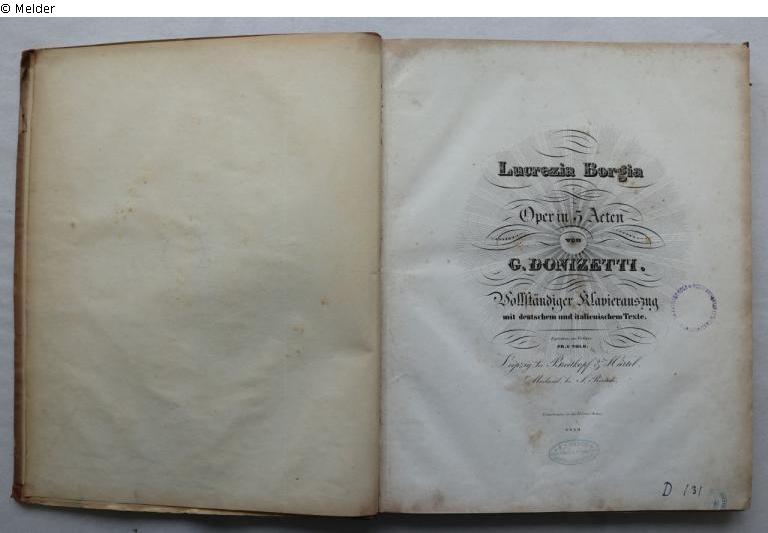 © Melder
Lucrezia Borgia
Oper in 3 Acten
von
G. DONIZETTI.
Vollständiger Klavierauszug
mit deutschem und italienischem Texte.
Leipzig bei Breitkopf & Härtel.
Mailand, bei
D 131